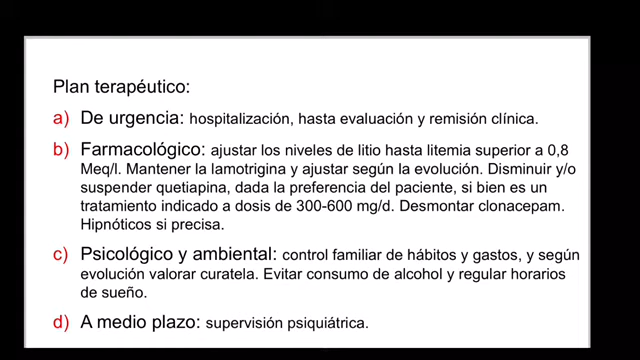 Plan terapéutico:
a) De urgencia: hospitalización, hasta evaluación y remisión clínica.
b) Farmacológico: ajustar los niveles de litio hasta litemia superior a 0,8
Meq/l. Mantener la lamotrigina y ajustar según la evolución. Disminuir y/o
suspender quetiapina, dada la preferencia del paciente, si bien es un
tratamiento indicado a dosis de 300-600 mg/d. Desmontar clonacepam.
Hipnóticos si precisa.
c) Psicológico y ambiental: control familiar de hábitos y gastos, y según
evolución valorar curatela. Evitar consumo de alcohol y regular horarios
de sueño.
d) A medio plazo: supervisión psiquiátrica.